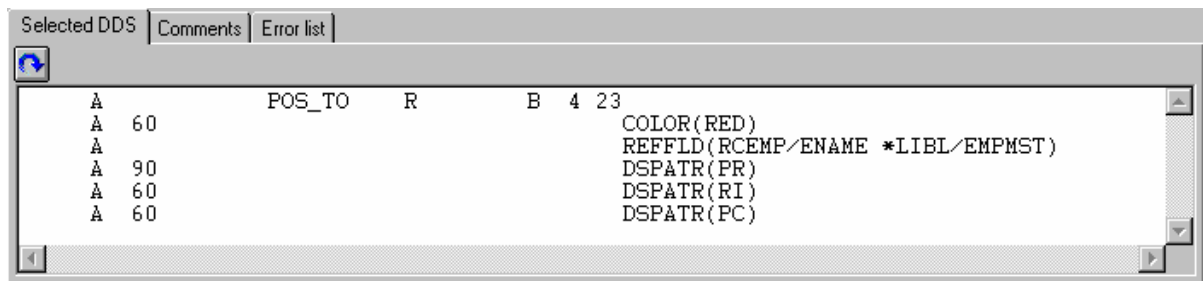 Selected DDS Comments Error list
A POS_TO R B 4 23
A 60 COLOR(RED)
A REFFLD(RCEMP/ENAME *LIBL/EMPMST)
A 90 DSPATR(PR)
A 60 DSPATR(RI)
A 60 DSPATR(PC)